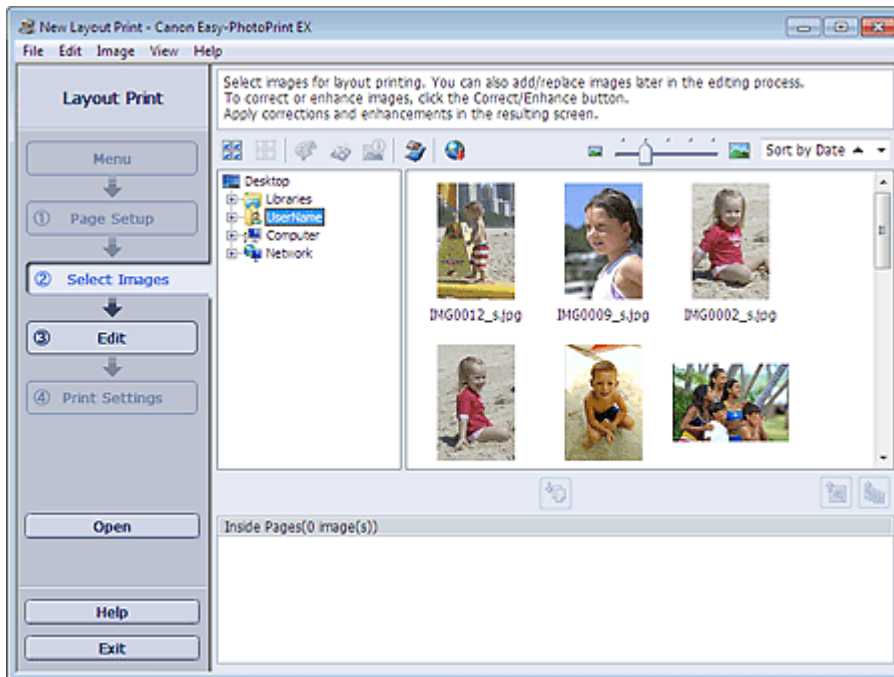 New Layout Print - Canon Easy-PhotoPrint EX
File Edit Image View Help
Layout Print
Menu
① Page Setup
② Select Images
③ Edit
④ Print Settings
Open
Help
Exit
Select images for layout printing. You can also add/replace images later in the editing process.
To correct or enhance images, click the Correct/Enhance button.
Apply corrections and enhancements in the resulting screen.
Sort by Date
Desktop
Libraries
UserName
Computer
Network
IMG0012_s.jpg IMG0009_s.jpg IMG0002_s.jpg
Inside Pages(0 image(s))